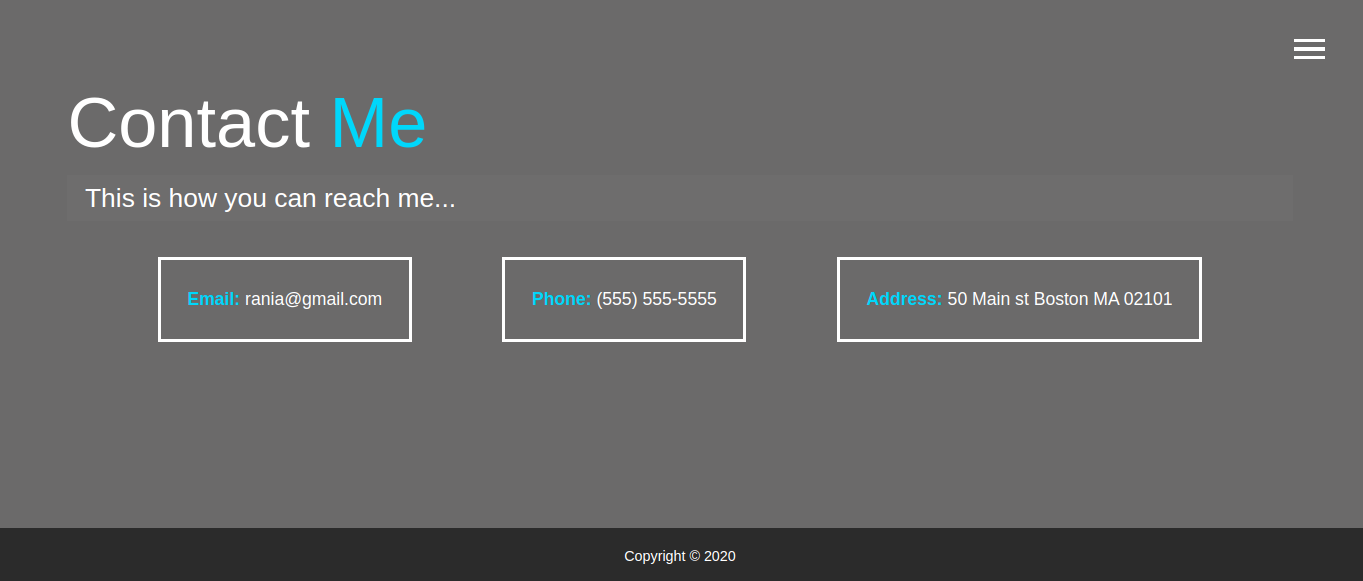 Contact Me
This is how you can reach me...
Email: rania@gmail.com
Phone: (555) 555-5555
Address: 50 Main st Boston MA 02101
Copyright © 2020